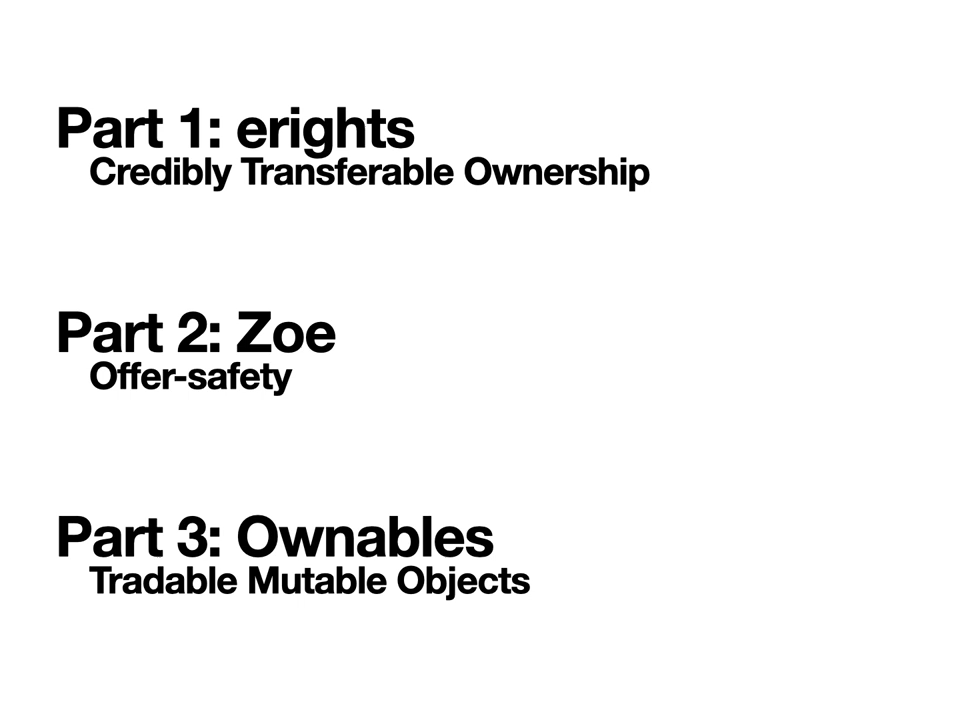 Part 1: erights
Credibly Transferable Ownership
Part 2: Zoe
Offer-safety
Part 3: Ownables
Tradable Mutable Objects